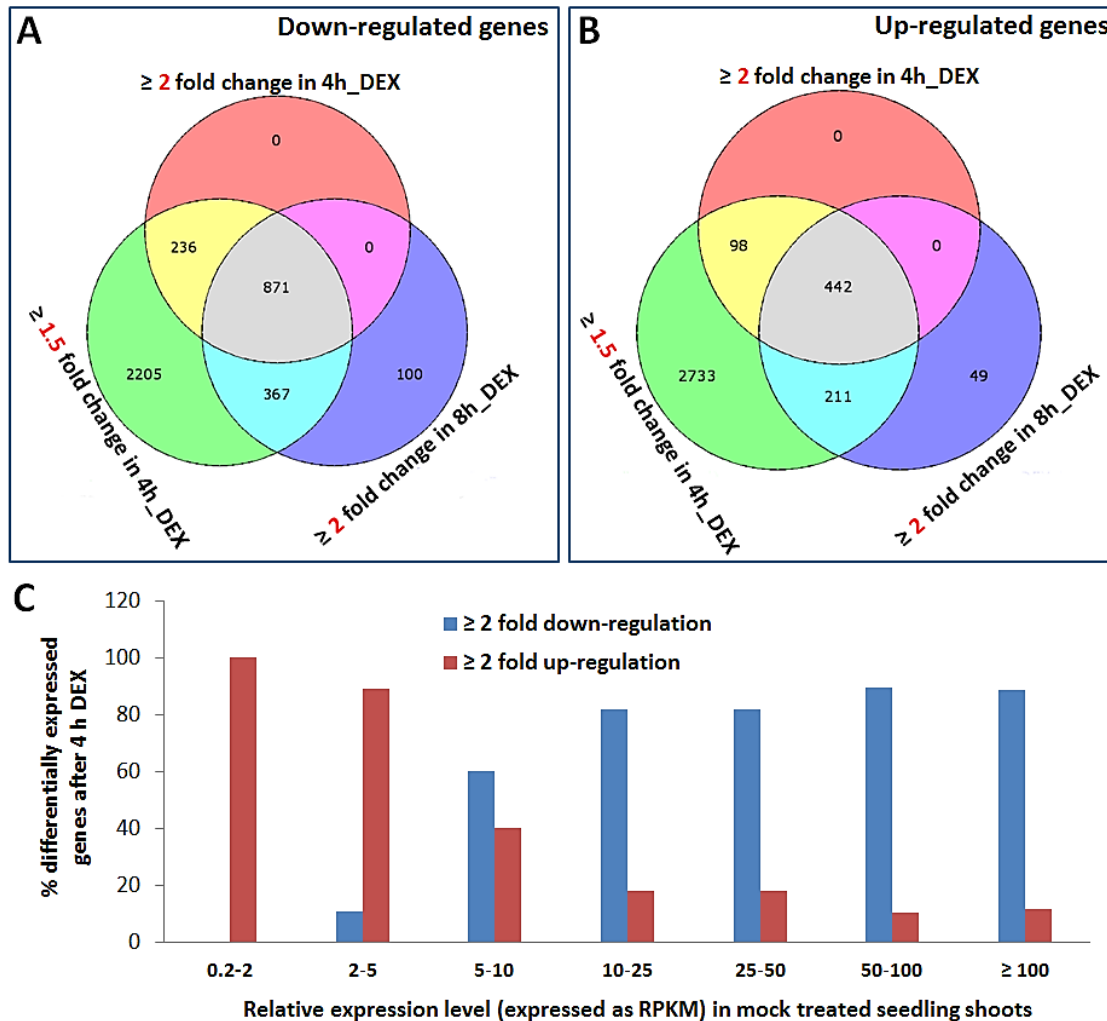 A
Down-regulated genes
≥ 2 fold change in 4h_DEX
0
236
0
871
2205
367
100
≥ 1.5 fold change in 4h_DEX
≥ 2 fold change in 8h_DEX
B
Up-regulated genes
≥ 2 fold change in 4h_DEX
0
98
0
442
2733
211
49
≥ 1.5 fold change in 4h_DEX
≥ 2 fold change in 8h_DEX
C
% differentially expressed
genes after 4 h DEX
120
100
80
60
40
20
0
≥ 2 fold down-regulation
≥ 2 fold up-regulation
0.2-2 2-5 5-10 10-25 25-50 50-100 ≥ 100
Relative expression level (expressed as RPKM) in mock treated seedling shoots